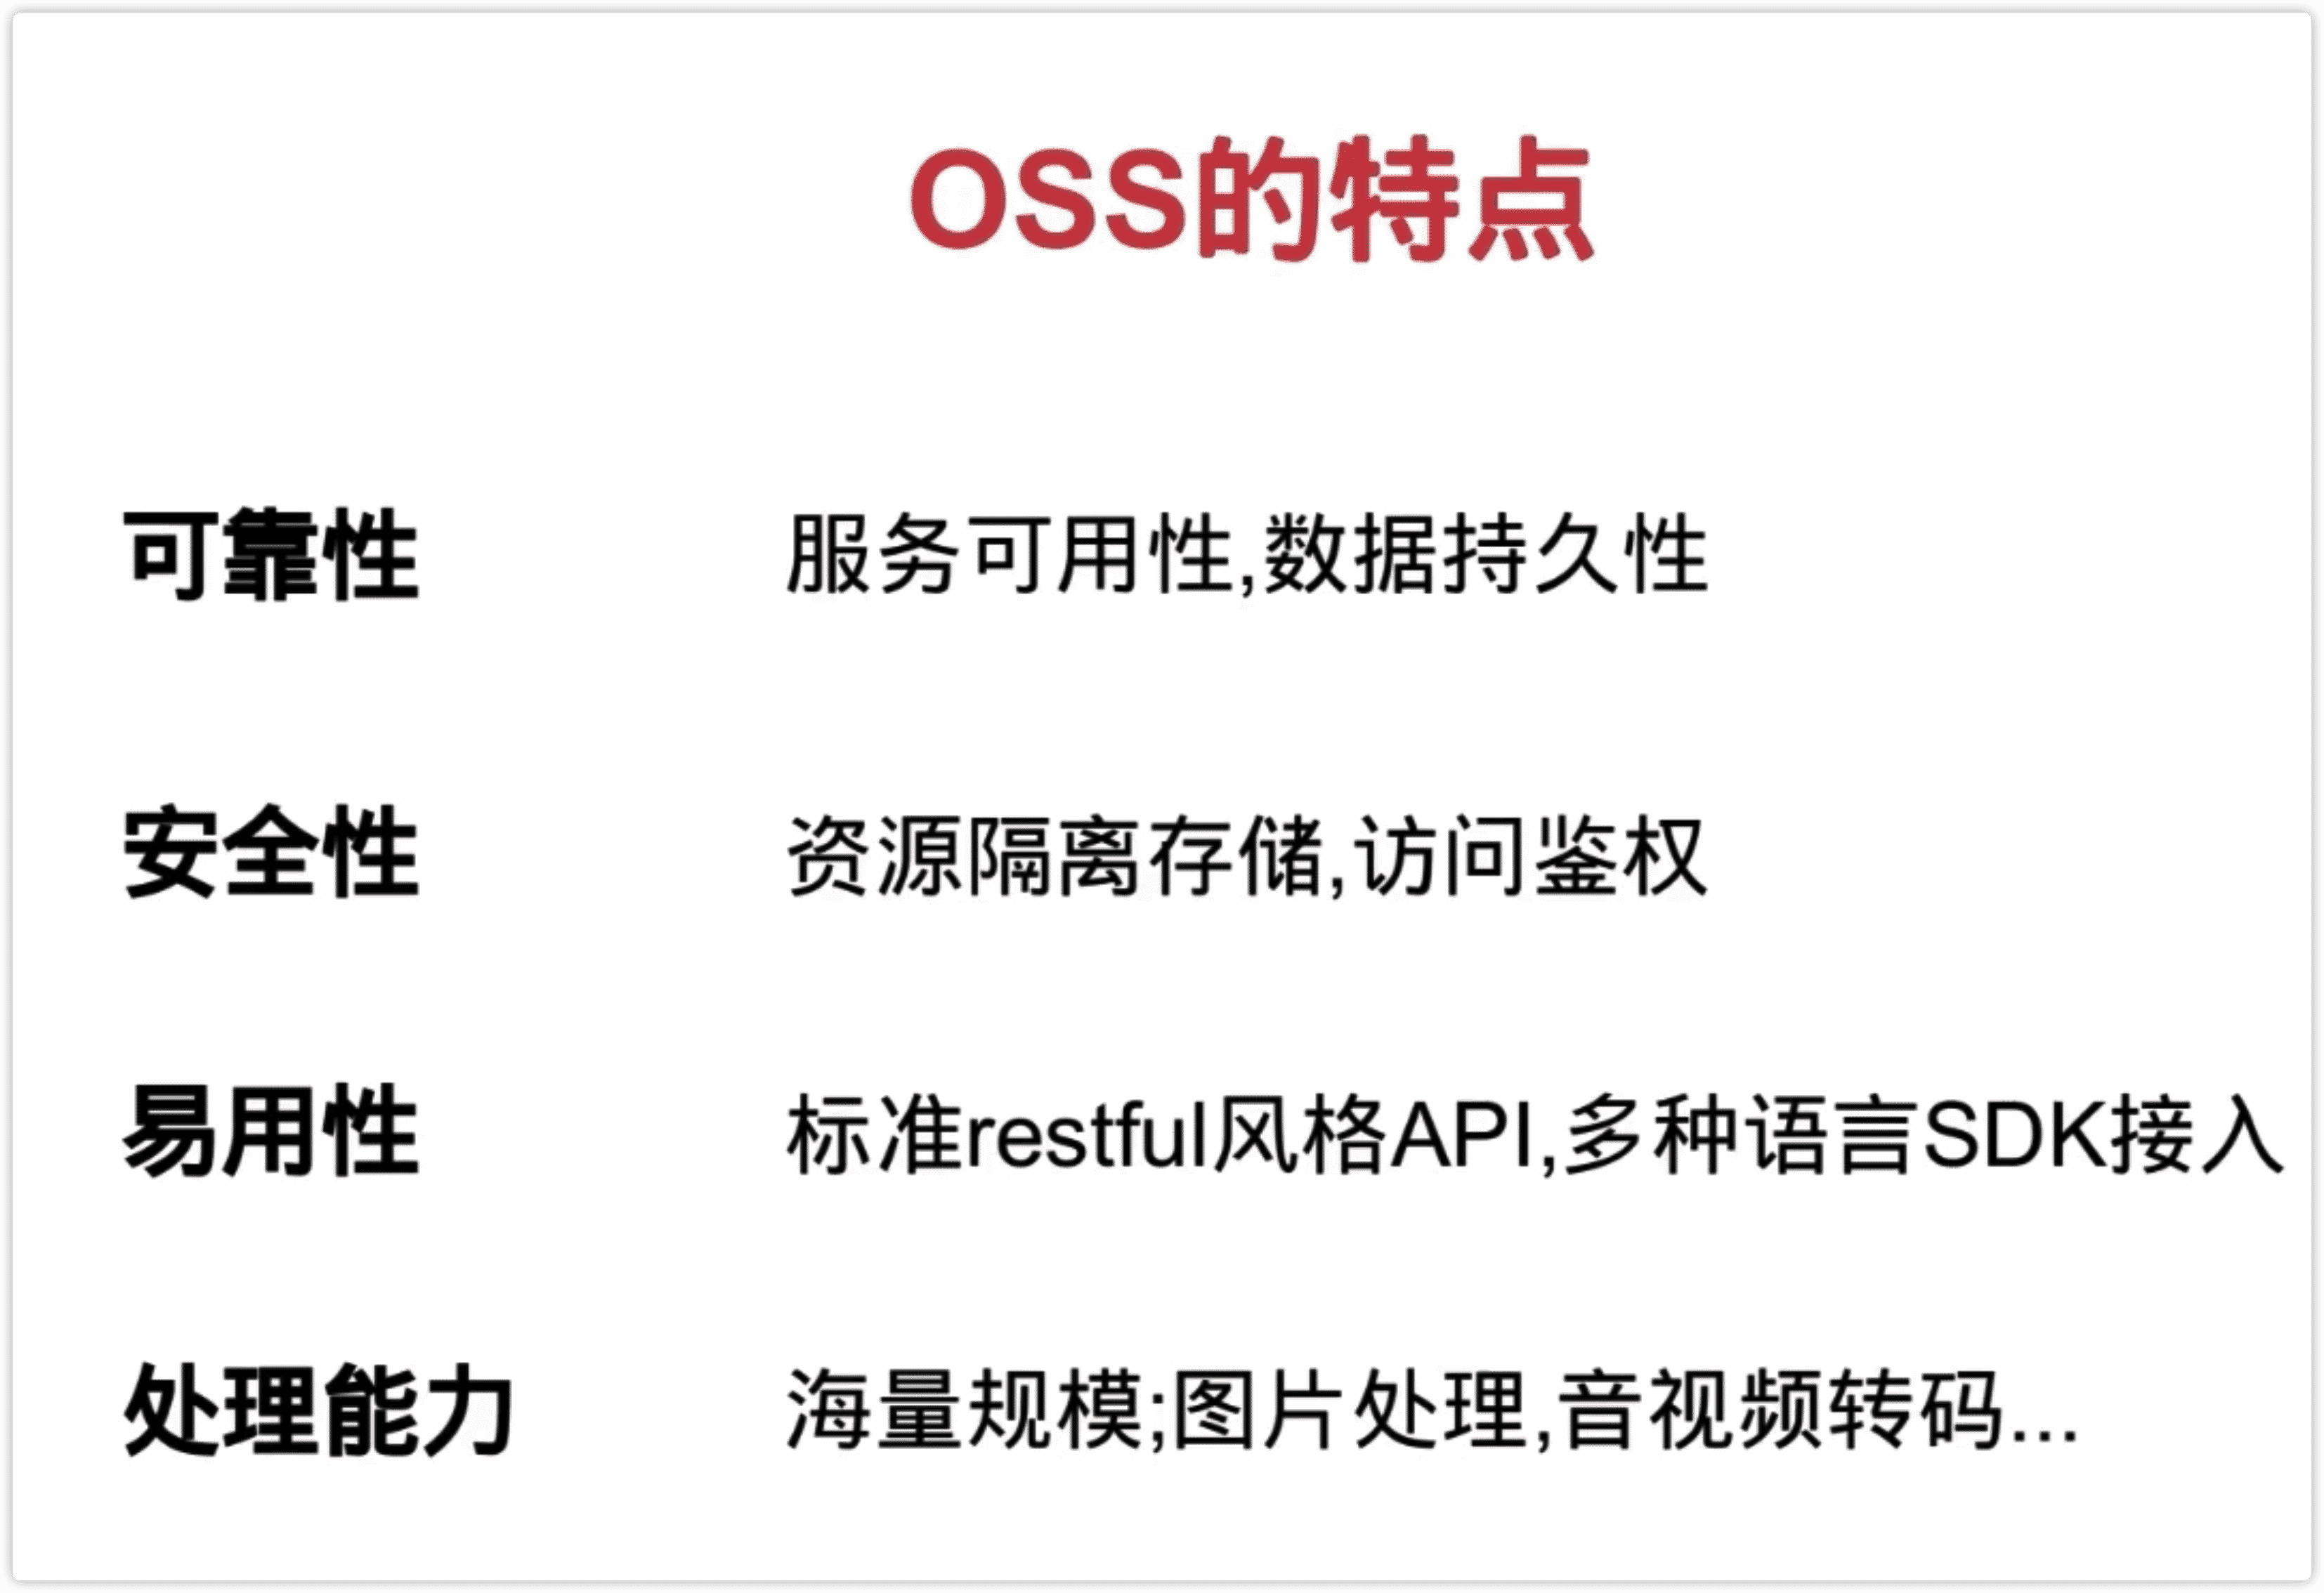 OSS的特点
可靠性 服务可用性,数据持久性
安全性 资源隔离存储,访问鉴权
易用性 标准restful风格API,多种语言SDK接入
处理能力 海量规模;图片处理,音视频转码...